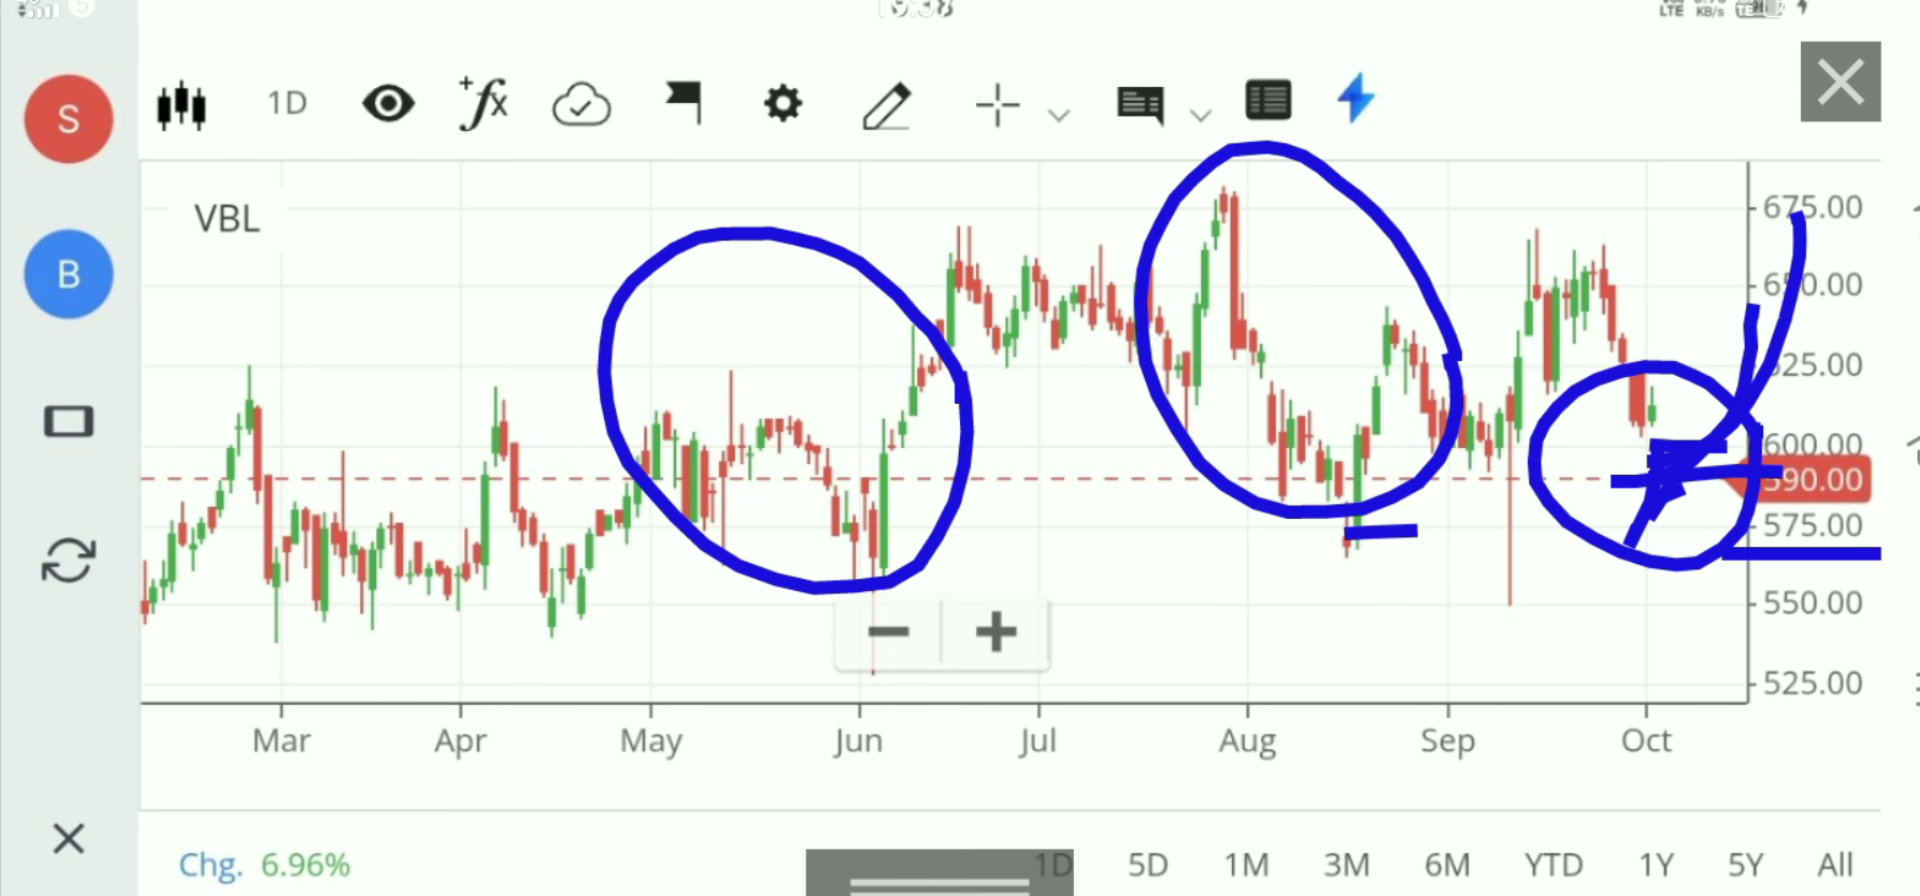 LTE KB/s
S 1D
B
VBL
675.00
650.00
625.00
600.00
590.00
575.00
550.00
525.00
Mar Apr May Jun Jul Aug Sep Oct
Chg. 6.96% 1D 5D 1M 3M 6M YTD 1Y 5Y All